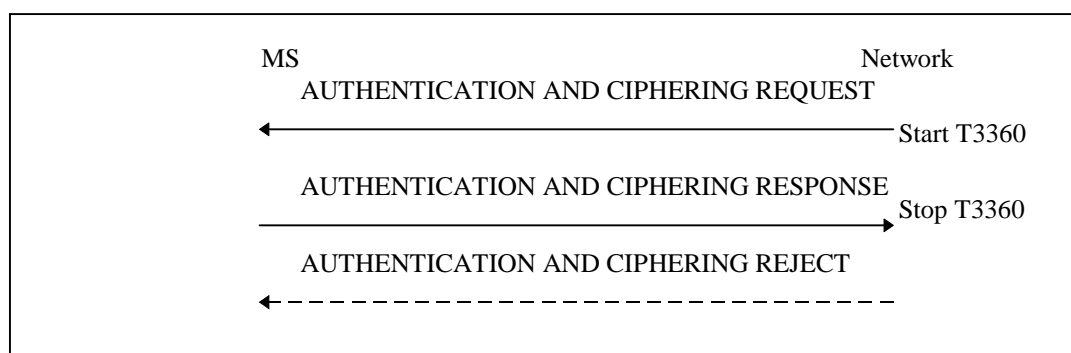 MS Network
AUTHENTICATION AND CIPHERING REQUEST
Start T3360
AUTHENTICATION AND CIPHERING RESPONSE
Stop T3360
AUTHENTICATION AND CIPHERING REJECT